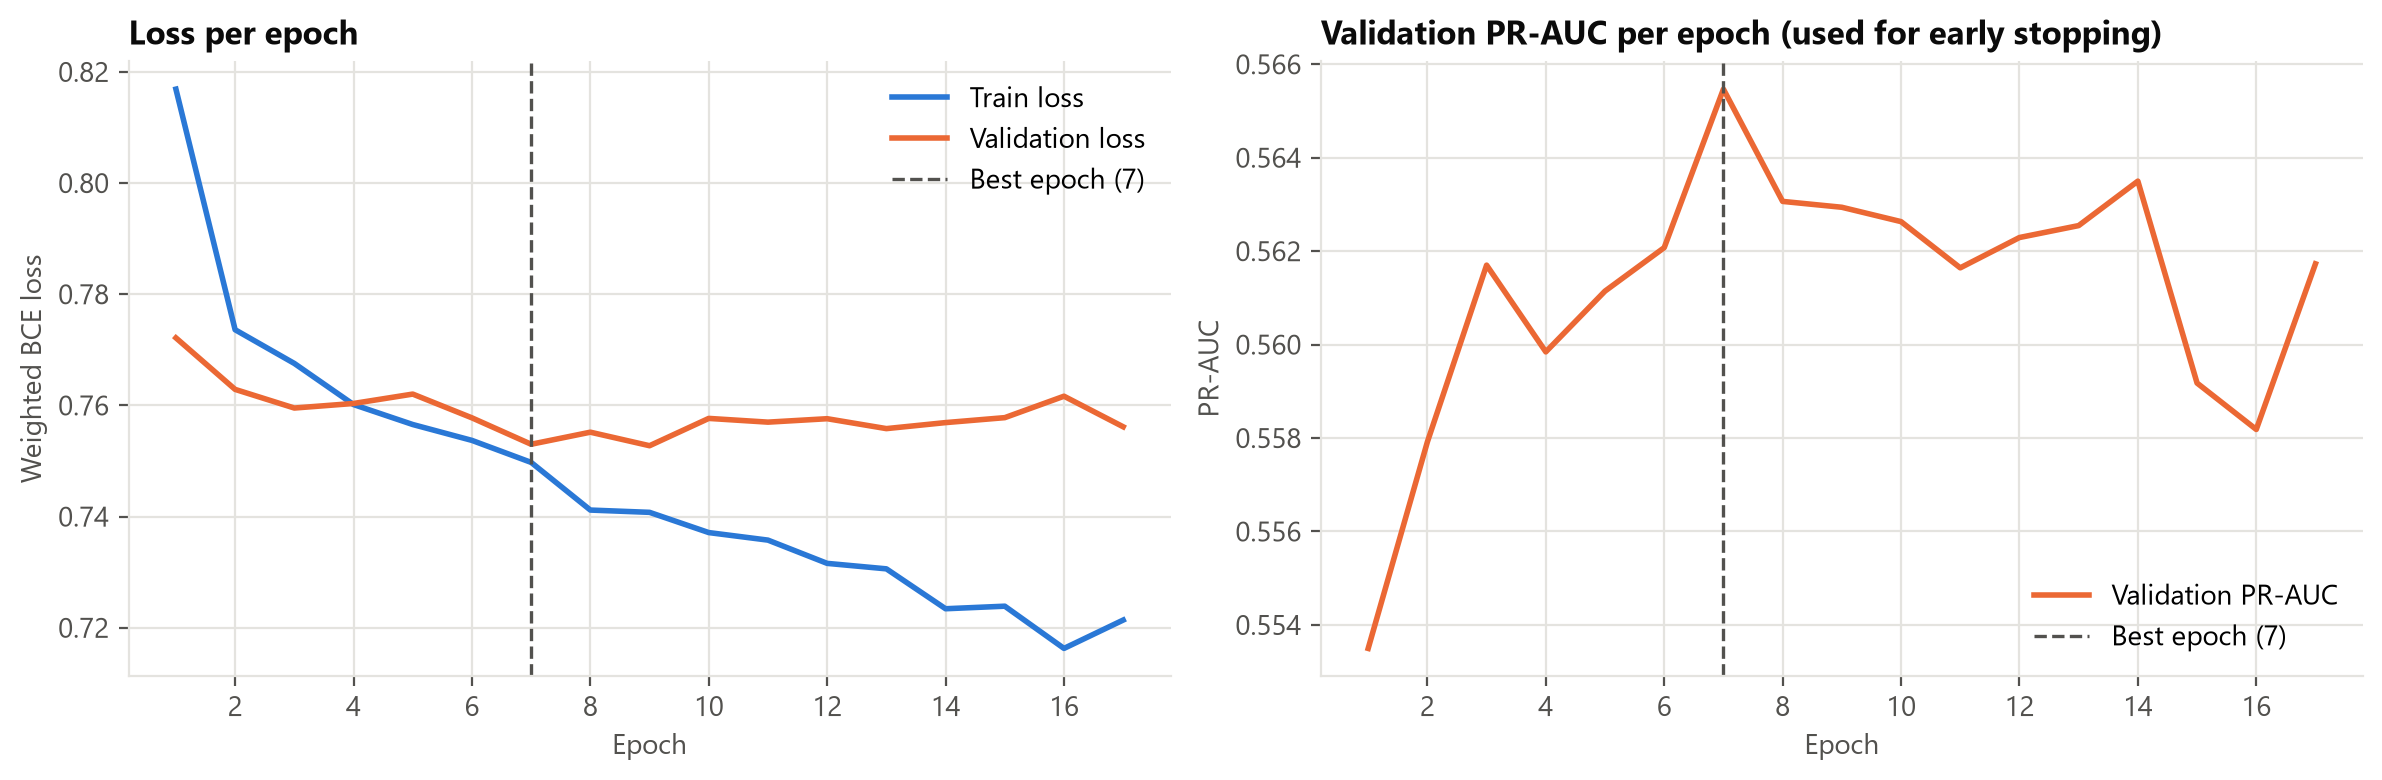 Loss per epoch
0.82
0.80
0.78
0.76
0.74
0.72
Weighted BCE loss
Train loss
Validation loss
Best epoch (7)
2 4 6 8 10 12 14 16
Epoch
Validation PR-AUC per epoch (used for early stopping)
0.566
0.564
0.562
0.560
0.558
0.556
0.554
PR-AUC
Validation PR-AUC
Best epoch (7)
2 4 6 8 10 12 14 16
Epoch